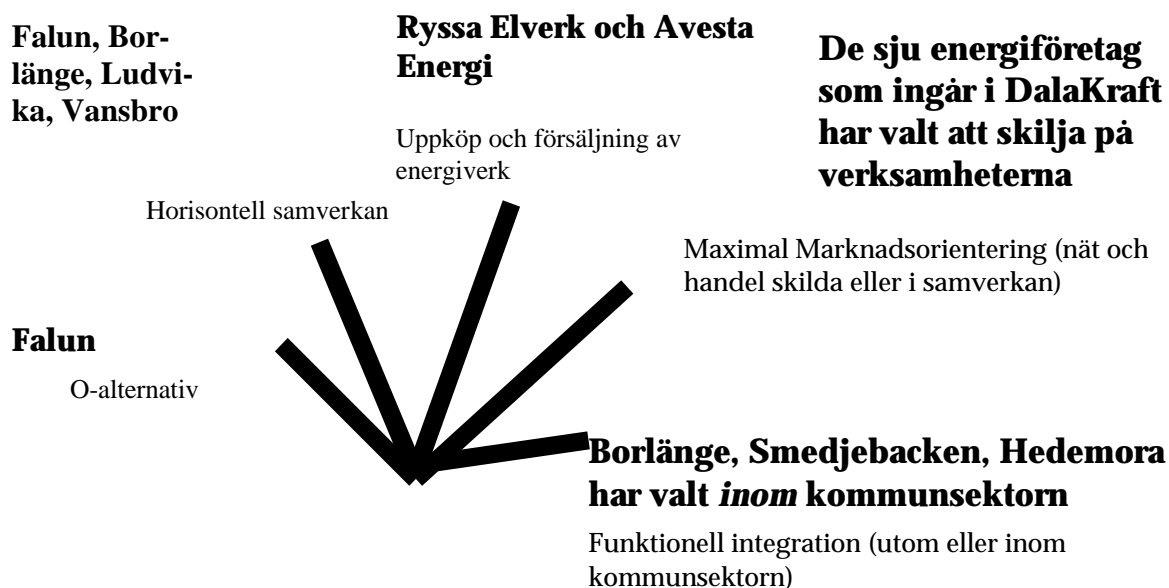 Falun, Bor-
länge, Ludvi-
ka, Vansbro
Ryssa Elverk och Avesta
Energi
De sju energiföretag
som ingår i DalaKraft
har valt att skilja på
verksamheterna
Uppköp och försäljning av
energiverk
Horisontell samverkan
Maximal Marknadsorientering (nät och
handel skilda eller i samverkan)
Falun
O-alternativ
Borlänge, Smedjebacken, Hedemora
har valt inom kommunsektorn
Funktionell integration (utom eller inom
kommunsektorn)